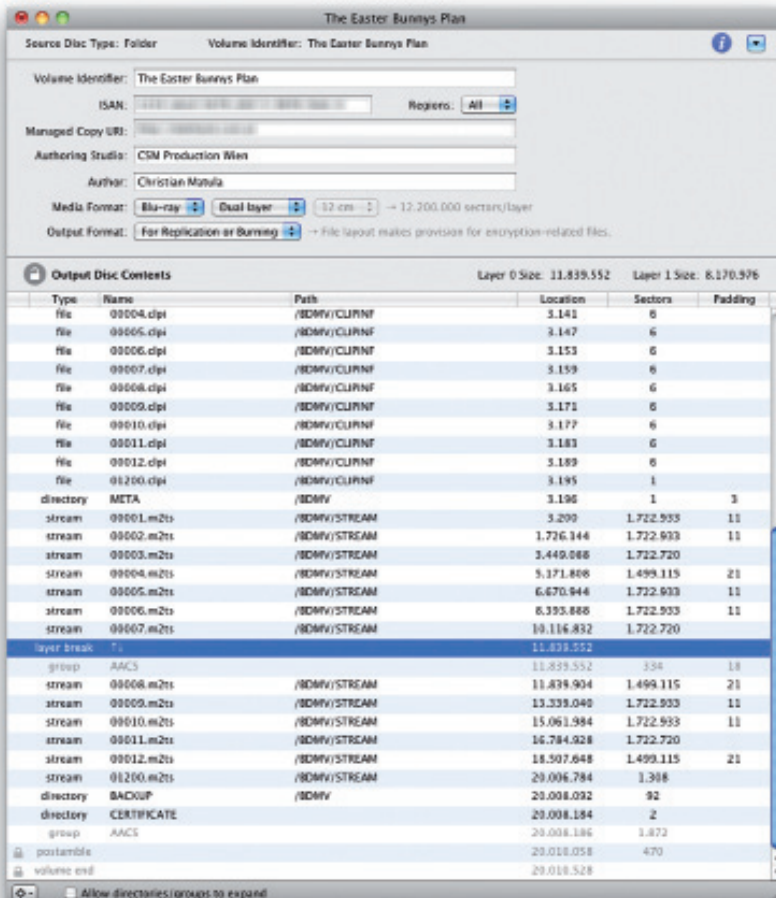 The Easter Bunnys Plan
Source Disc Type: Folder Volume Identifier: The Easter Bunnys Plan
Volume Identifier: The Easter Bunnys Plan
ISAN: Regions: All
Managed Copy URI:
Authoring Studio: CSM Production Wien
Author: Christian Matula
Media Format: Blu-ray Dual layer 12 cm → 12.200.000 sectors/layer
Output Format: For Replication or Burning → File layout makes provision for encryption-related files.
Output Disc Contents Layer 0 Size: 11.839.552 Layer 1 Size: 8.170.976
Type Name Path Location Sectors Padding
file 00004.clpi /BDMV/CLIPINF 3.141 6
file 00005.clpi /BDMV/CLIPINF 3.147 6
file 00006.clpi /BDMV/CLIPINF 3.153 6
file 00007.clpi /BDMV/CLIPINF 3.159 6
file 00008.clpi /BDMV/CLIPINF 3.165 6
file 00009.clpi /BDMV/CLIPINF 3.171 6
file 00010.clpi /BDMV/CLIPINF 3.177 6
file 00011.clpi /BDMV/CLIPINF 3.183 6
file 00012.clpi /BDMV/CLIPINF 3.189 6
file 01200.clpi /BDMV/CLIPINF 3.195 1
directory META /BDMV 3.196 1 3
stream 00001.m2ts /BDMV/STREAM 3.200 1.722.933 11
stream 00002.m2ts /BDMV/STREAM 1.726.144 1.722.933 11
stream 00003.m2ts /BDMV/STREAM 3.449.088 1.722.720
stream 00004.m2ts /BDMV/STREAM 5.171.808 1.499.115 21
stream 00005.m2ts /BDMV/STREAM 6.670.944 1.722.933 11
stream 00006.m2ts /BDMV/STREAM 8.393.888 1.722.933 11
stream 00007.m2ts /BDMV/STREAM 10.116.832 1.722.720
layer break ↑↓ 11.839.552
group AACS 11.839.552 334 18
stream 00008.m2ts /BDMV/STREAM 11.839.904 1.499.115 21
stream 00009.m2ts /BDMV/STREAM 13.339.040 1.722.933 11
stream 00010.m2ts /BDMV/STREAM 15.061.984 1.722.933 11
stream 00011.m2ts /BDMV/STREAM 16.784.928 1.722.720
stream 00012.m2ts /BDMV/STREAM 18.507.648 1.499.115 21
stream 01200.m2ts /BDMV/STREAM 20.006.784 1.308
directory BACKUP /BDMV 20.008.092 92
directory CERTIFICATE 20.008.184 2
group AACS 20.008.186 1.872
postamble 20.010.058 470
volume end 20.010.528
Allow directories/groups to expand